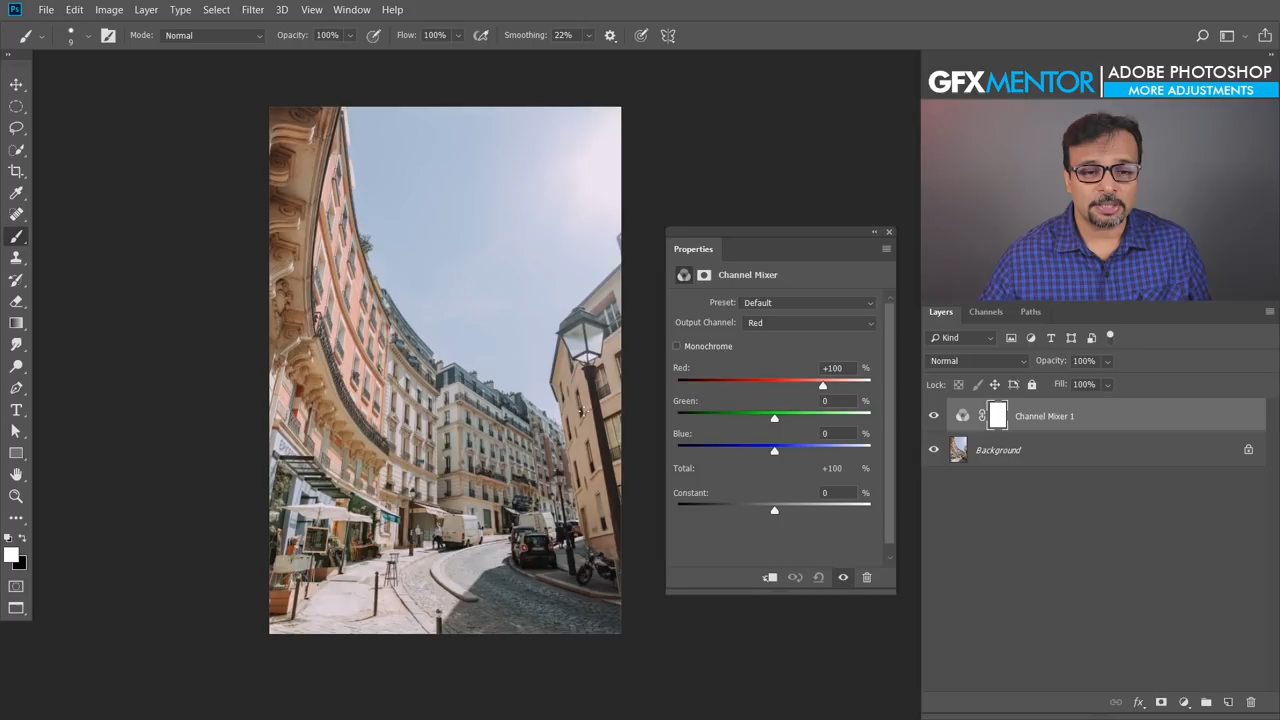 Ps File Edit Image Layer Type Select Filter 3D View Window Help
9 Mode: Normal Opacity: 100% Flow: 100% Smoothing: 22%
GFXMENTOR ADOBE PHOTOSHOP
MORE ADJUSTMENTS
Properties
Channel Mixer
Preset: Default
Output Channel: Red
Monochrome
Red: +100 %
Green: 0 %
Blue: 0 %
Total: +100 %
Constant: 0 %
Layers Channels Paths
Kind
Normal Opacity: 100%
Lock: Fill: 100%
Channel Mixer 1
Background